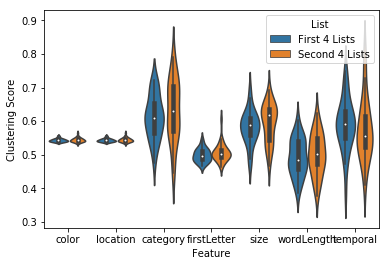 List
First 4 Lists
Second 4 Lists
Clustering Score
0.9
0.8
0.7
0.6
0.5
0.4
0.3
color location category firstLetter size wordLength temporal
Feature